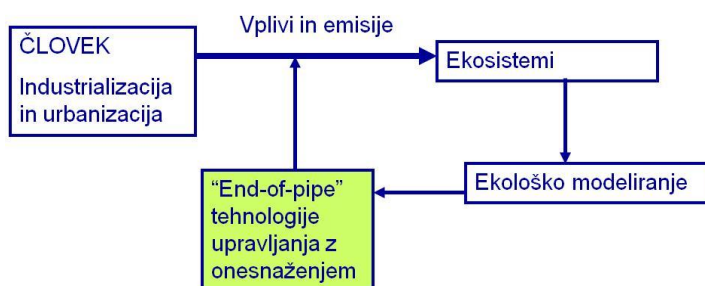 Vplivi in emisije
ČLOVEK
Industrializacija
in urbanizacija
Ekosistemi
Ekološko modeliranje
“End-of-pipe”
tehnologije
upravljanja z
onesnaženjem